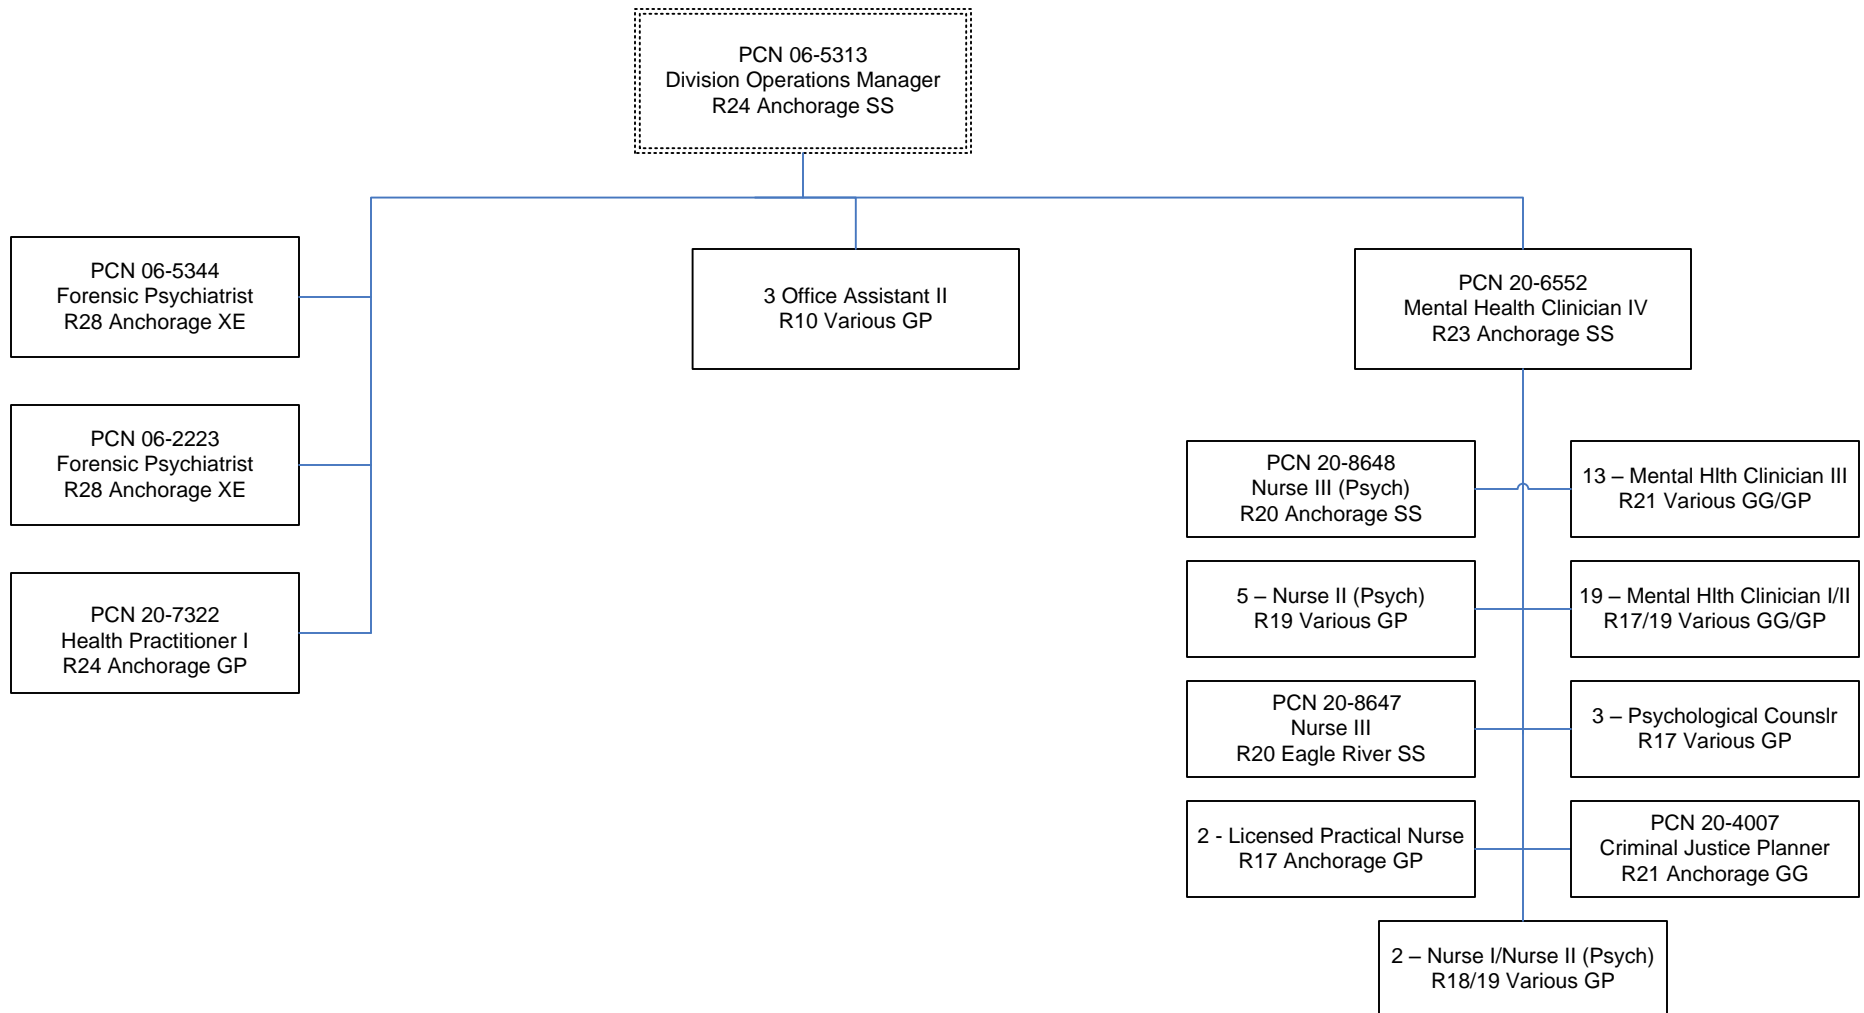 PCN 06-5313
Division Operations Manager
R24 Anchorage SS
PCN 06-5344
Forensic Psychiatrist
R28 Anchorage XE
3 Office Assistant II
R10 Various GP
PCN 20-6552
Mental Health Clinician IV
R23 Anchorage SS
PCN 06-2223
Forensic Psychiatrist
R28 Anchorage XE
PCN 20-7322
Health Practitioner I
R24 Anchorage GP
PCN 20-8648
Nurse III (Psych)
R20 Anchorage SS
13 – Mental Hlth Clinician III
R21 Various GG/GP
5 – Nurse II (Psych)
R19 Various GP
19 – Mental Hlth Clinician I/II
R17/19 Various GG/GP
PCN 20-8647
Nurse III
R20 Eagle River SS
3 – Psychological Counslr
R17 Various GP
2 - Licensed Practical Nurse
R17 Anchorage GP
PCN 20-4007
Criminal Justice Planner
R21 Anchorage GG
2 – Nurse I/Nurse II (Psych)
R18/19 Various GP